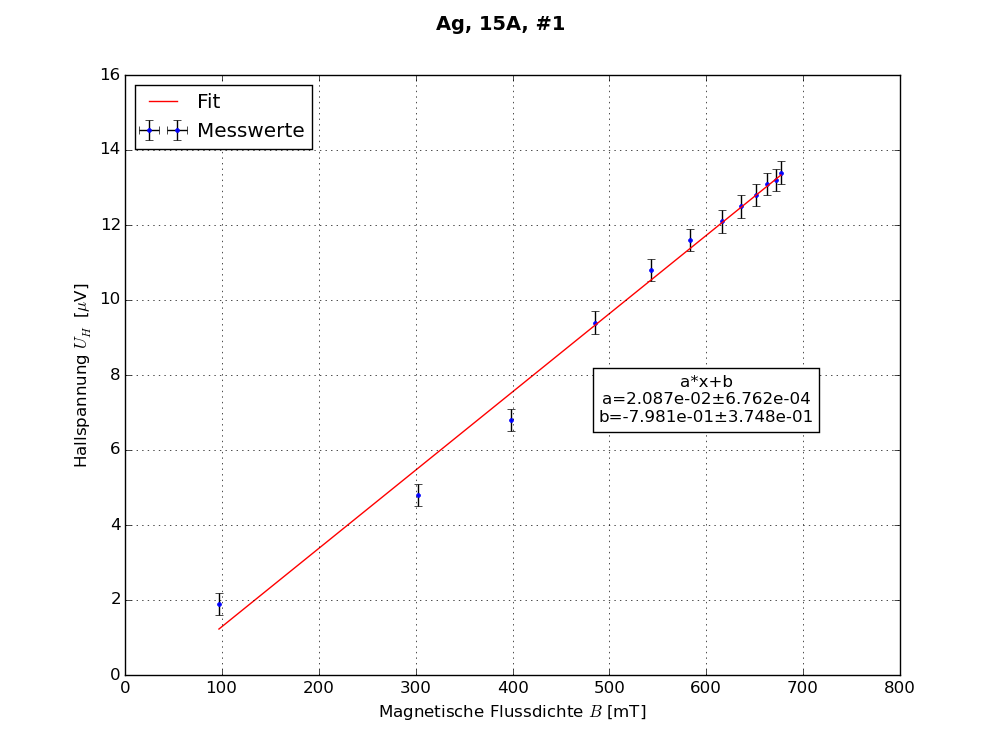 Ag, 15A, #1
16
14
12
10
8
6
4
2
0
Fit
Messwerte
a*x+b
a=2.087e-02±6.762e-04
b=-7.981e-01±3.748e-01
0 100 200 300 400 500 600 700 800
Hallspannung U_H [μV]
Magnetische Flussdichte B [mT]